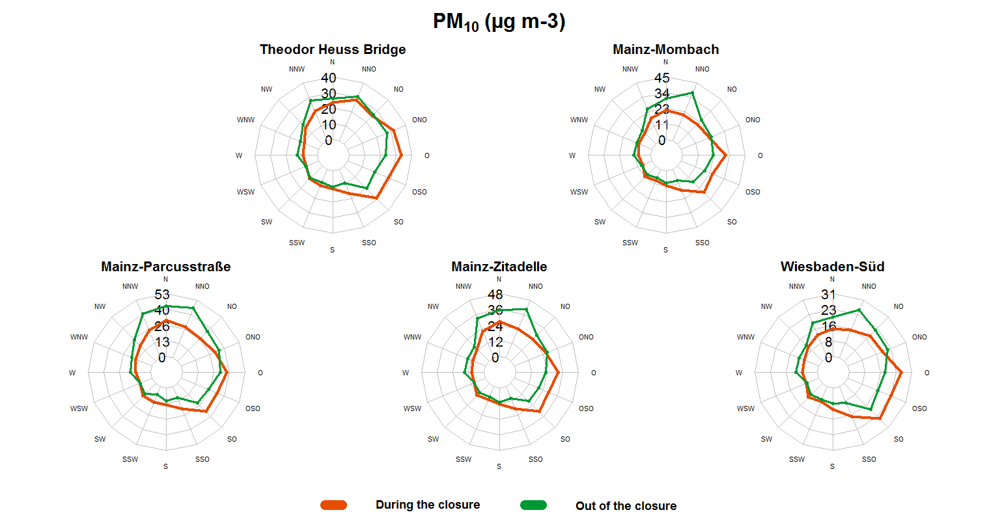 PM10 (µg m-3)
Theodor Heuss Bridge
N
NNO
NO
ONO
O
OSO
SO
SSO
S
SSW
SW
WSW
W
WNW
NW
NNW
40
30
20
10
0
Mainz-Mombach
N
NNO
NO
ONO
O
OSO
SO
SSO
S
SSW
SW
WSW
W
WNW
NW
NNW
45
34
23
11
0
Mainz-Parcusstraße
N
NNO
NO
ONO
O
OSO
SO
SSO
S
SSW
SW
WSW
W
WNW
NW
NNW
53
40
26
13
0
Mainz-Zitadelle
N
NNO
NO
ONO
O
OSO
SO
SSO
S
SSW
SW
WSW
W
WNW
NW
NNW
48
36
24
12
0
Wiesbaden-Süd
N
NNO
NO
ONO
O
OSO
SO
SSO
S
SSW
SW
WSW
W
WNW
NW
NNW
31
23
16
8
0
During the closure
Out of the closure